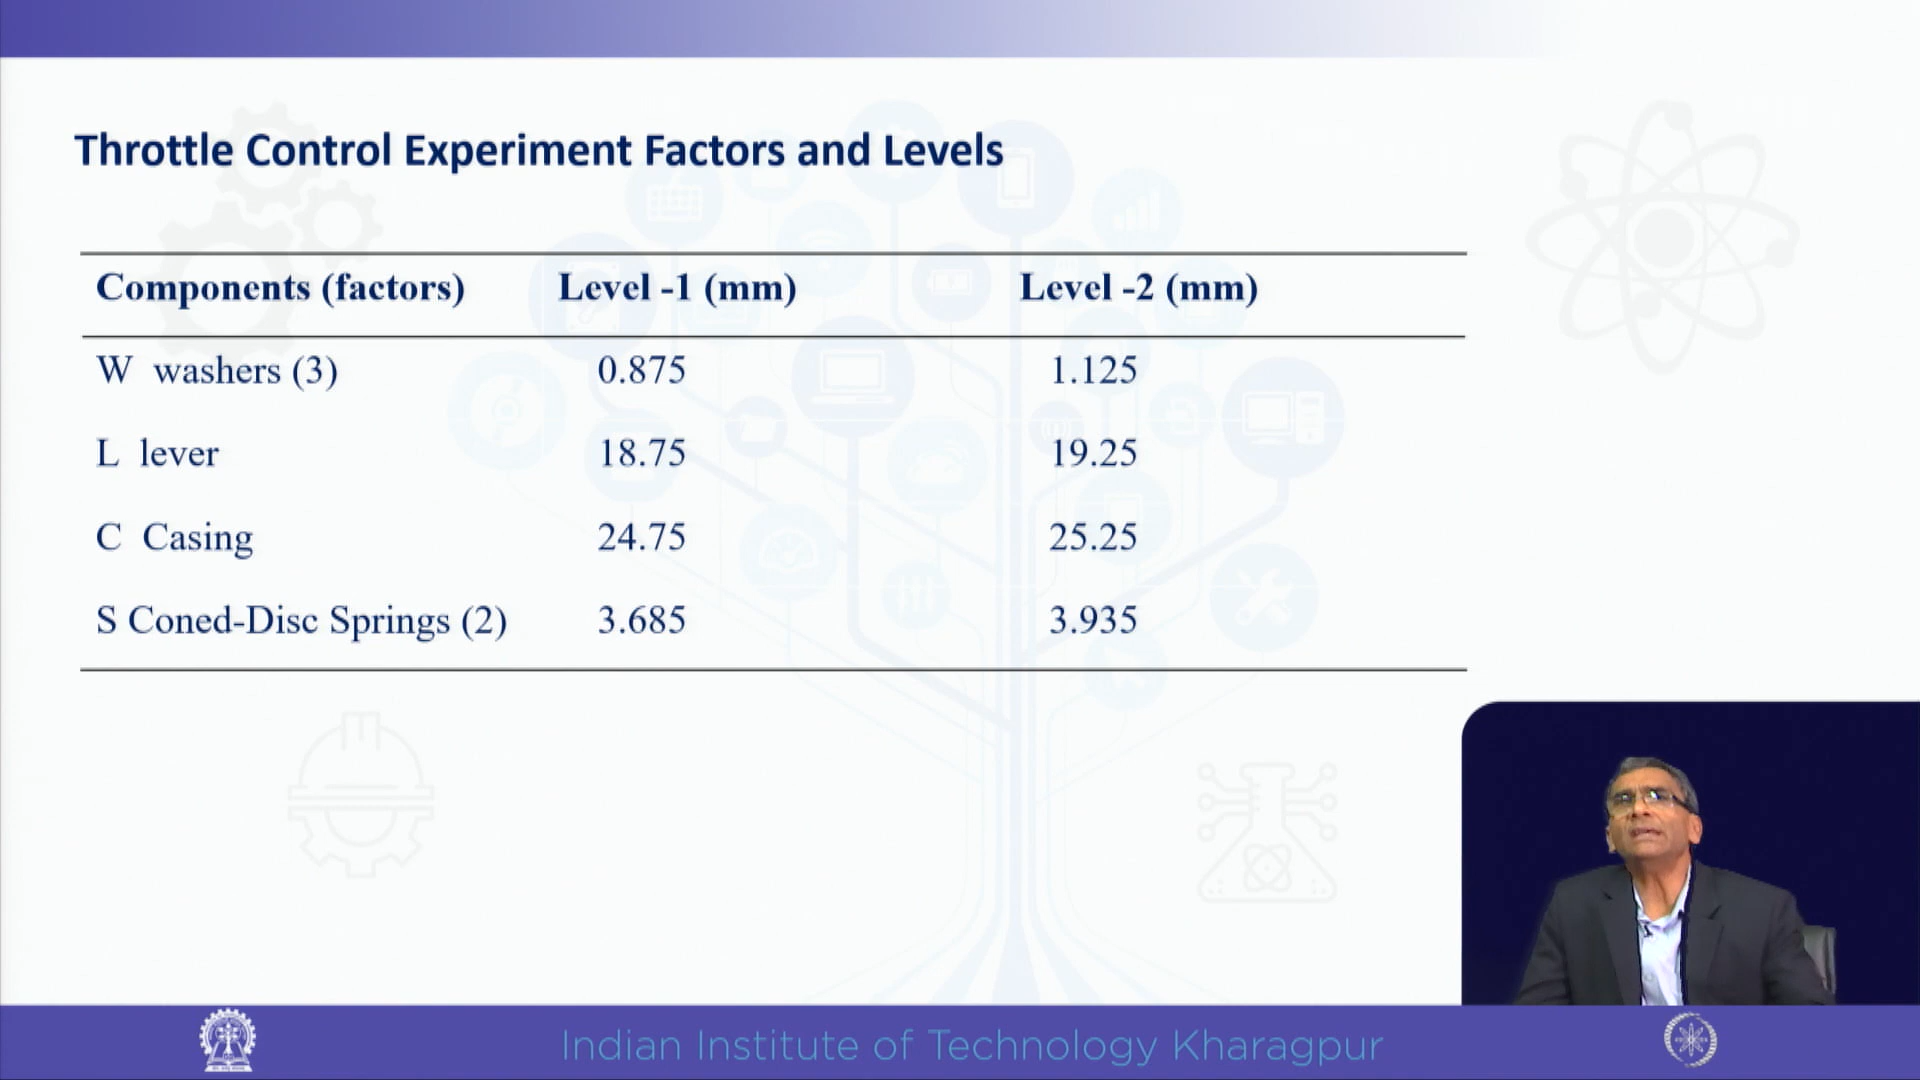 Throttle Control Experiment Factors and Levels
Components (factors) Level -1 (mm) Level -2 (mm)
W washers (3) 0.875 1.125
L lever 18.75 19.25
C Casing 24.75 25.25
S Coned-Disc Springs (2) 3.685 3.935
Indian Institute of Technology Kharagpur